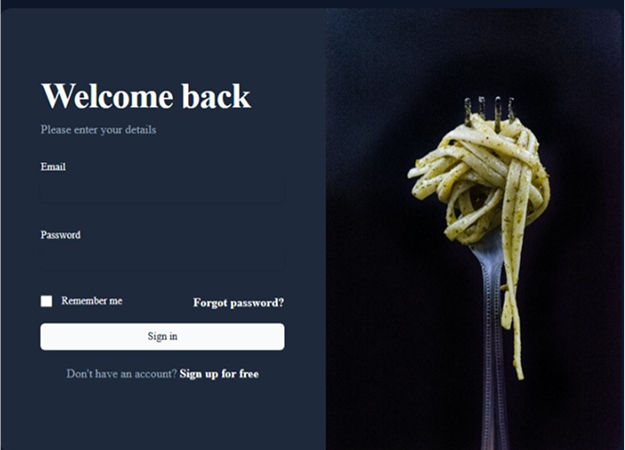 Welcome back
Please enter your details
Email
Password
Remember me Forgot password?
Sign in
Don't have an account? Sign up for free